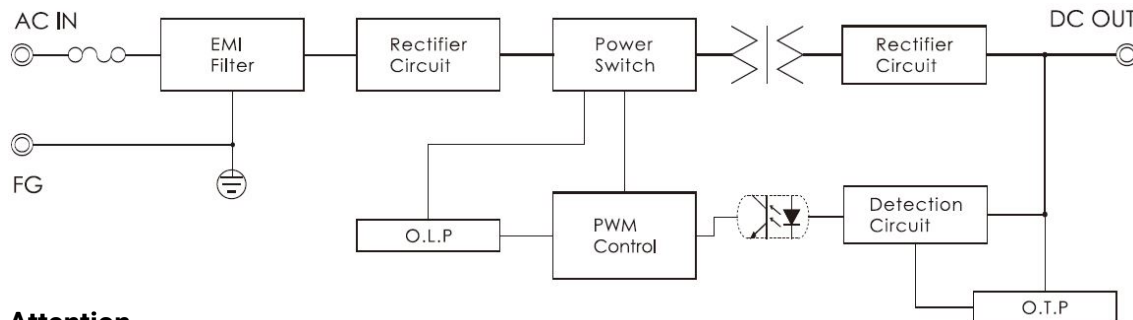 AC IN
DC OUT
EMI
Filter
Rectifier
Circuit
Power
Switch
Rectifier
Circuit
FG
O.L.P
PWM
Control
Detection
Circuit
O.T.P
Attention